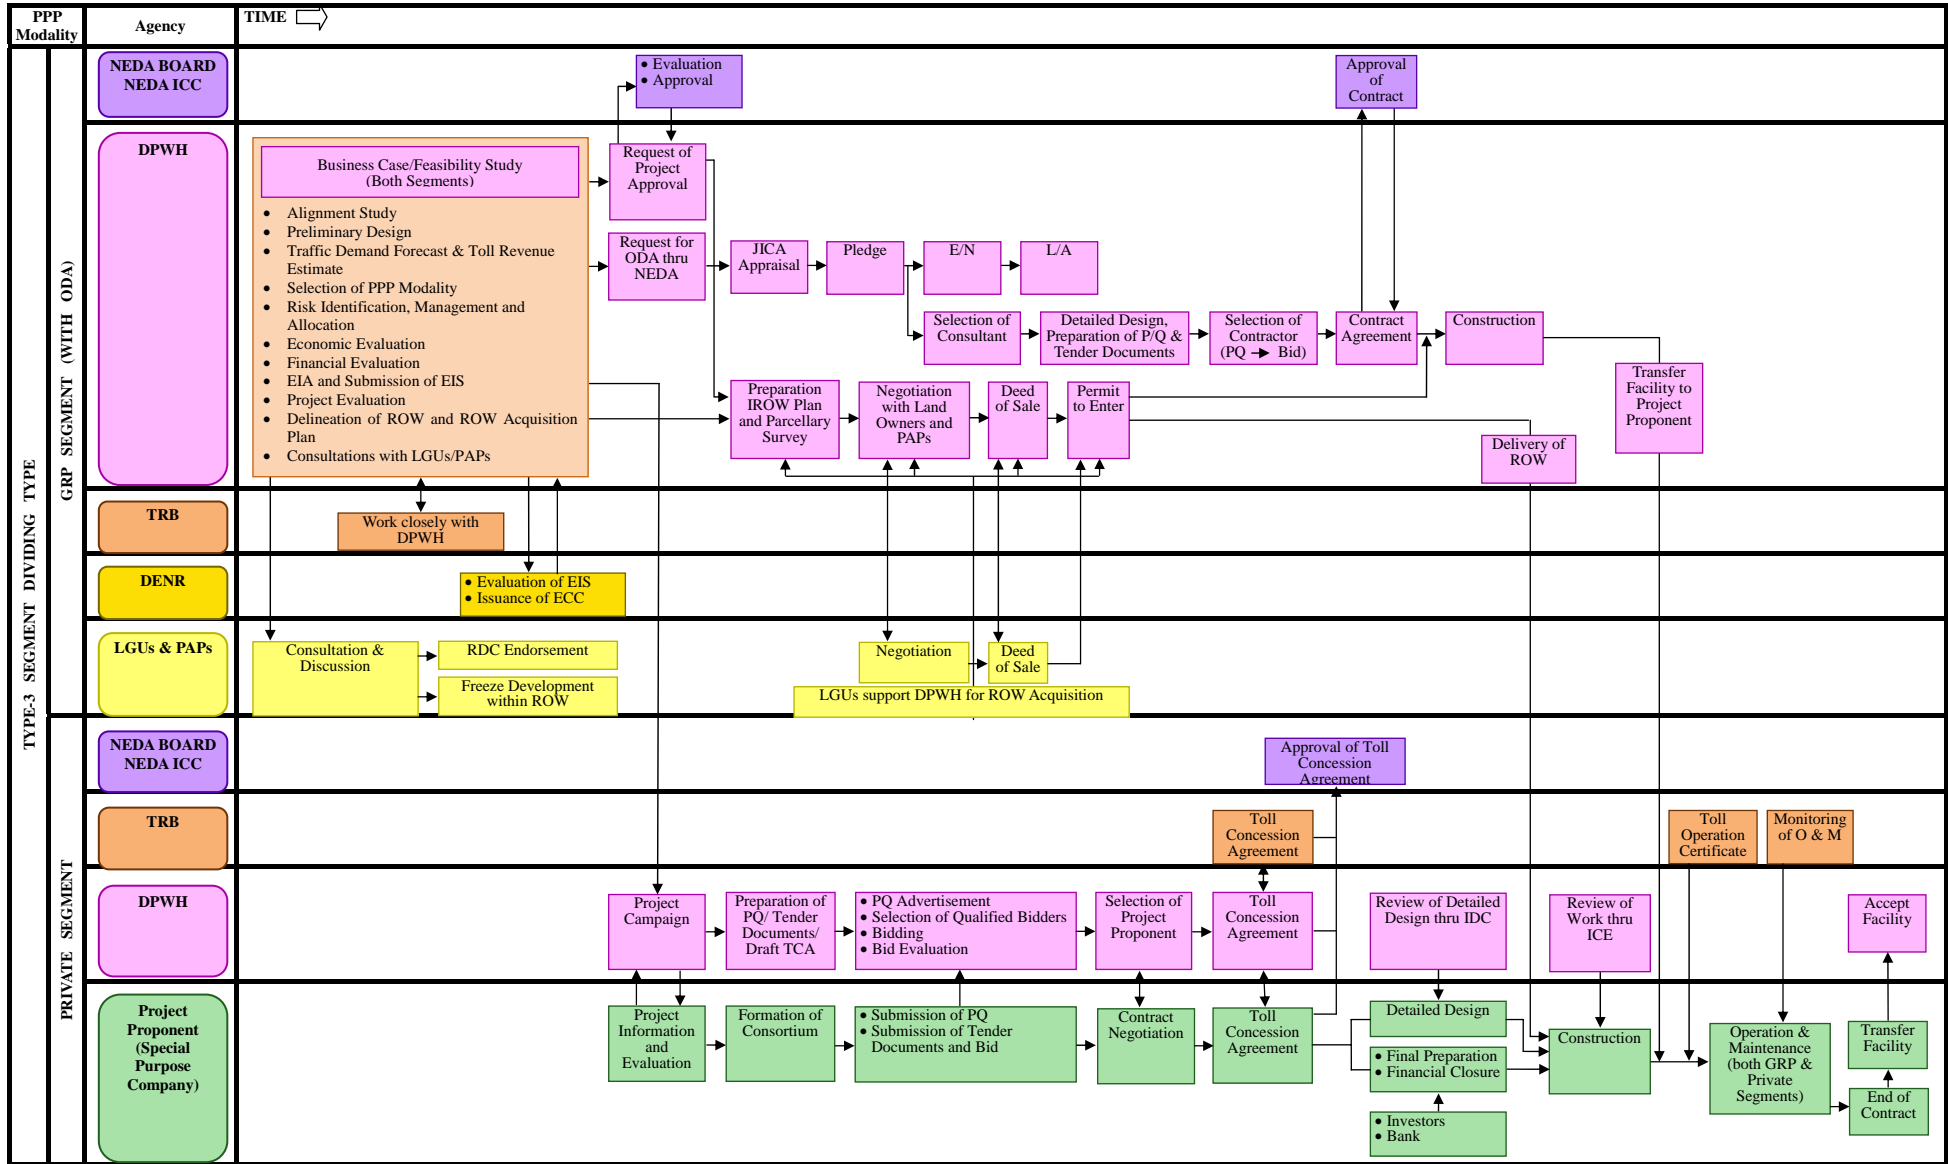 PPP
Modality
Agency
TIME
TYPE-3 SEGMENT DIVIDING TYPE
GRP SEGMENT (WITH ODA)
NEDA BOARD
NEDA ICC
• Evaluation
• Approval
Approval
of
Contract
DPWH
Business Case/Feasibility Study
(Both Segments)
• Alignment Study
• Preliminary Design
• Traffic Demand Forecast & Toll Revenue
Estimate
• Selection of PPP Modality
• Risk Identification, Management and
Allocation
• Economic Evaluation
• Financial Evaluation
• EIA and Submission of EIS
• Project Evaluation
• Delineation of ROW and ROW Acquisition
Plan
• Consultations with LGUs/PAPs
Request of
Project
Approval
Request for
ODA thru
NEDA
JICA
Appraisal
Pledge
E/N
L/A
Selection of
Consultant
Detailed Design,
Preparation of P/Q &
Tender Documents
Selection of
Contractor
(PQ → Bid)
Contract
Agreement
Construction
Preparation
IROW Plan
and Parcellary
Survey
Negotiation
with Land
Owners and
PAPs
Deed
of Sale
Permit
to Enter
Delivery of
ROW
Transfer
Facility to
Project
Proponent
TRB
Work closely with
DPWH
DENR
• Evaluation of EIS
• Issuance of ECC
LGUs & PAPs
Consultation &
Discussion
RDC Endorsement
Freeze Development
within ROW
Negotiation
Deed
of Sale
LGUs support DPWH for ROW Acquisition
PRIVATE SEGMENT
NEDA BOARD
NEDA ICC
Approval of Toll
Concession
Agreement
TRB
Toll
Concession
Agreement
Toll
Operation
Certificate
Monitoring
of O & M
DPWH
Project
Campaign
Preparation of
PQ/ Tender
Documents/
Draft TCA
• PQ Advertisement
• Selection of Qualified Bidders
• Bidding
• Bid Evaluation
Selection of
Project
Proponent
Toll
Concession
Agreement
Review of Detailed
Design thru IDC
Review of
Work thru
ICE
Accept
Facility
Project
Proponent
(Special
Purpose
Company)
Project
Information
and
Evaluation
Formation of
Consortium
• Submission of PQ
• Submission of Tender
Documents and Bid
Contract
Negotiation
Toll
Concession
Agreement
Detailed Design
• Final Preparation
• Financial Closure
• Investors
• Bank
Construction
Operation &
Maintenance
(both GRP &
Private
Segments)
Transfer
Facility
End of
Contract